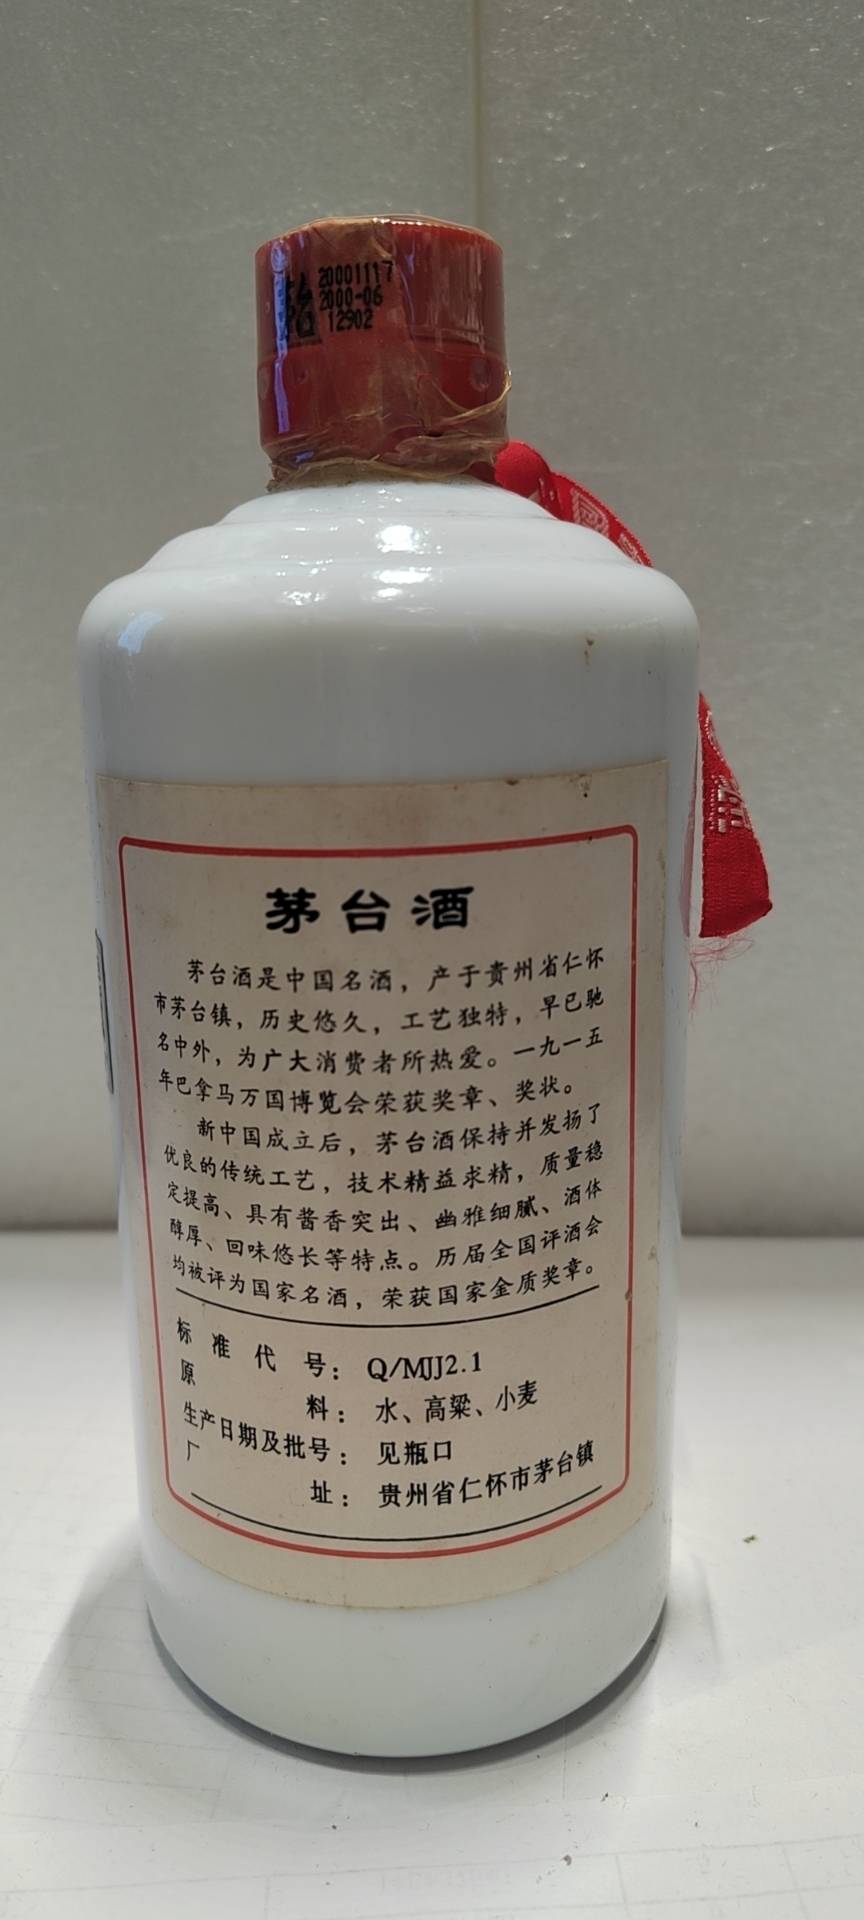 20001117
2000-06
12902
茅台酒
茅台酒是中国名酒，产于贵州省仁怀
市茅台镇，历史悠久，工艺独特，早已驰
名中外，为广大消费者所热爱。一九一五
年巴拿马万国博览会荣获奖章、奖状。
新中国成立后，茅台酒保持并发扬了
优良的传统工艺，技术精益求精，质量稳
定提高、具有酱香突出、幽雅细腻、酒体
醇厚、回味悠长等特点。历届全国评酒会
均被评为国家名酒，荣获国家金质奖章。
标准代号：Q/MJJ2.1
原料：水、高粱、小麦
生产日期及批号：见瓶口
厂址：贵州省仁怀市茅台镇